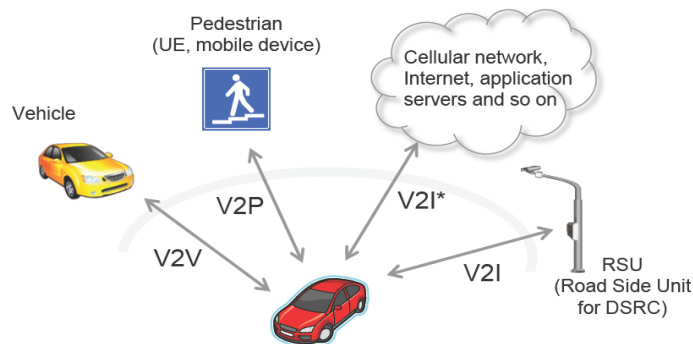 Pedestrian
(UE, mobile device)
Cellular network,
Internet, application
servers and so on
Vehicle
V2P
V2I*
V2V
V2I
RSU
(Road Side Unit
for DSRC)